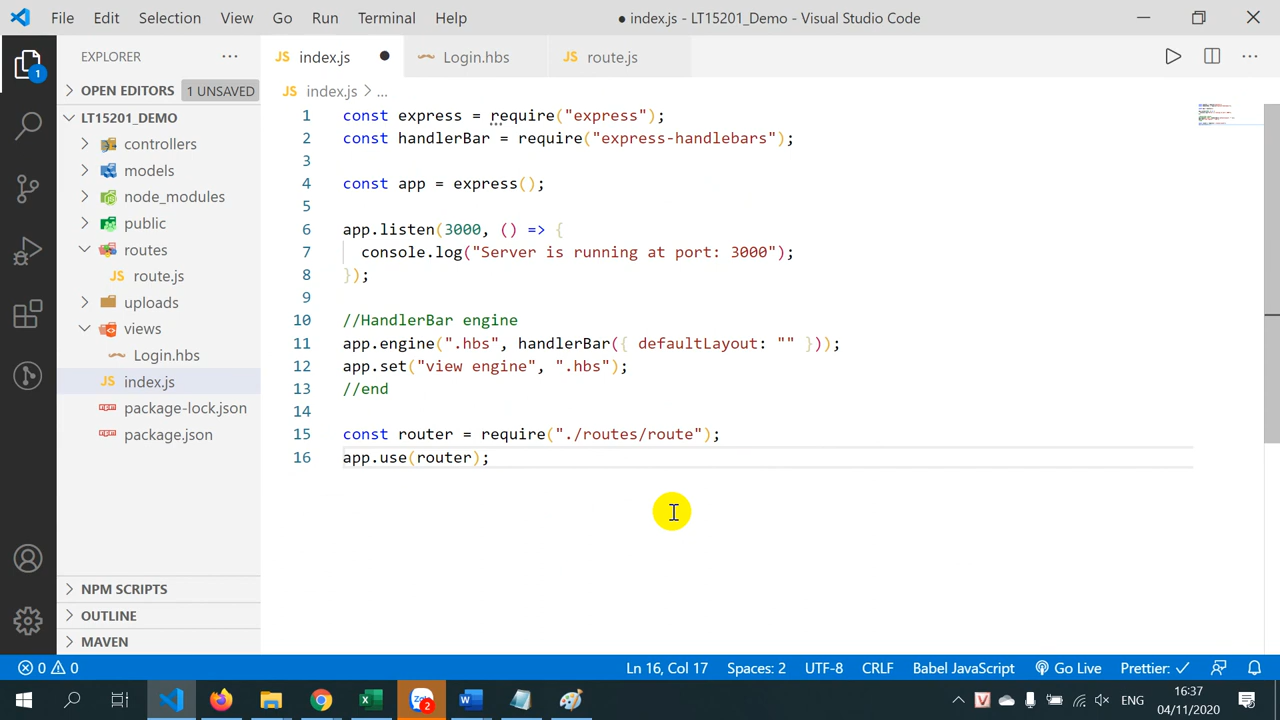 File Edit Selection View Go Run Terminal Help
● index.js - LT15201_Demo - Visual Studio Code
EXPLORER
OPEN EDITORS 1 UNSAVED
LT15201_DEMO
controllers
models
node_modules
public
routes
JS route.js
uploads
views
Login.hbs
JS index.js
package-lock.json
package.json
NPM SCRIPTS
OUTLINE
MAVEN
1
JS index.js
Login.hbs
JS route.js
JS index.js > ...
1 const express = require("express");
2 const handlerBar = require("express-handlebars");
3
4 const app = express();
5
6 app.listen(3000, () => {
7 console.log("Server is running at port: 3000");
8 });
9
10 //HandlerBar engine
11 app.engine(".hbs", handlerBar({ defaultLayout: "" }));
12 app.set("view engine", ".hbs");
13 //end
14
15 const router = require("./routes/route");
16 app.use(router);
0 0
Ln 16, Col 17 Spaces: 2 UTF-8 CRLF Babel JavaScript Go Live Prettier: ✓
2
ENG
16:37
04/11/2020